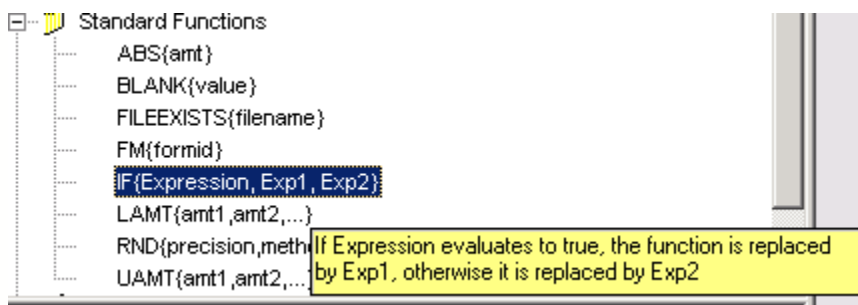 Standard Functions
ABS{amt}
BLANK{value}
FILEEXISTS{filename}
FM{formid}
IF{Expression, Exp1, Exp2}
LAMT{amt1,amt2,...}
RND{precision,meth
If Expression evaluates to true, the function is replaced
by Exp1, otherwise it is replaced by Exp2
UAMT{amt1,amt2,...